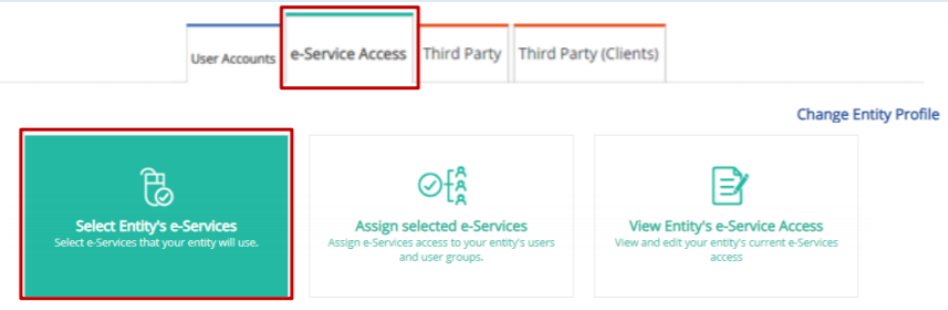 User Accounts
e-Service Access
Third Party
Third Party (Clients)
Change Entity Profile
Select Entity's e-Services
Select e-Services that your entity will use.
Assign selected e-Services
Assign e-Services access to your entity's users
and user groups.
View Entity's e-Service Access
View and edit your entity's current e-Services
access